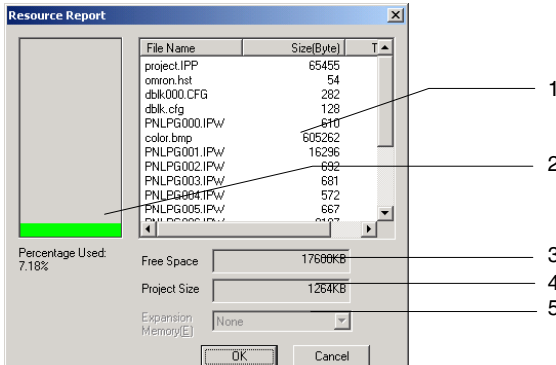 Resource Report
File Name Size(Byte) T
project.IPP 65455
omron.hst 54
dblk000.CFG 282
dblk.cfg 128
PNLPG000.IPW 610
color.bmp 605262
PNLPG001.IPW 16296
PNLPG002.IPW 692
PNLPG003.IPW 681
PNLPG004.IPW 572
PNLPG005.IPW 667
1
2
Percentage Used:
7.18%
Free Space 17600KB
3
Project Size 1264KB
4
Expansion
Memory(E) None
5
OK Cancel